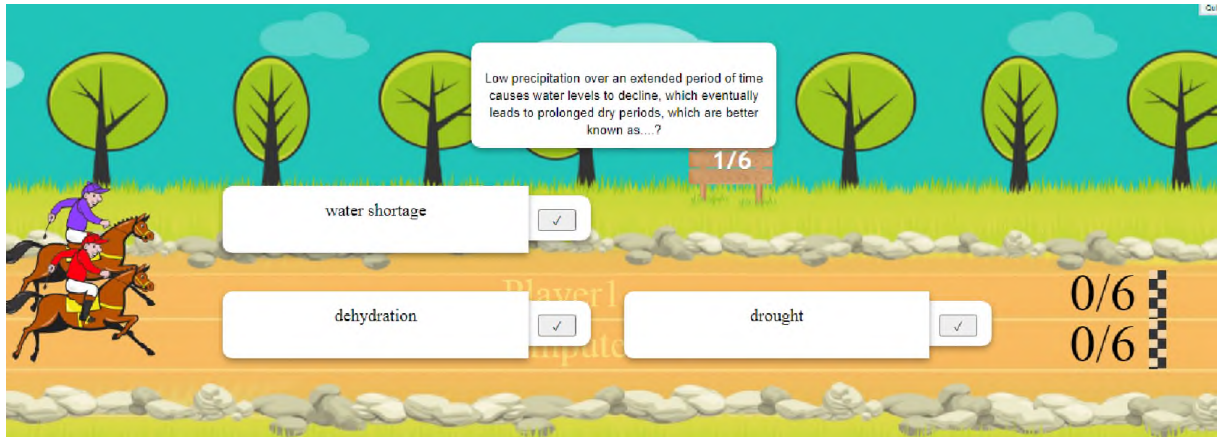 Low precipitation over an extended period of time
causes water levels to decline, which eventually
leads to prolonged dry periods, which are better
known as....?
1/6
water shortage
Player1
0/6
dehydration
drought
0/6